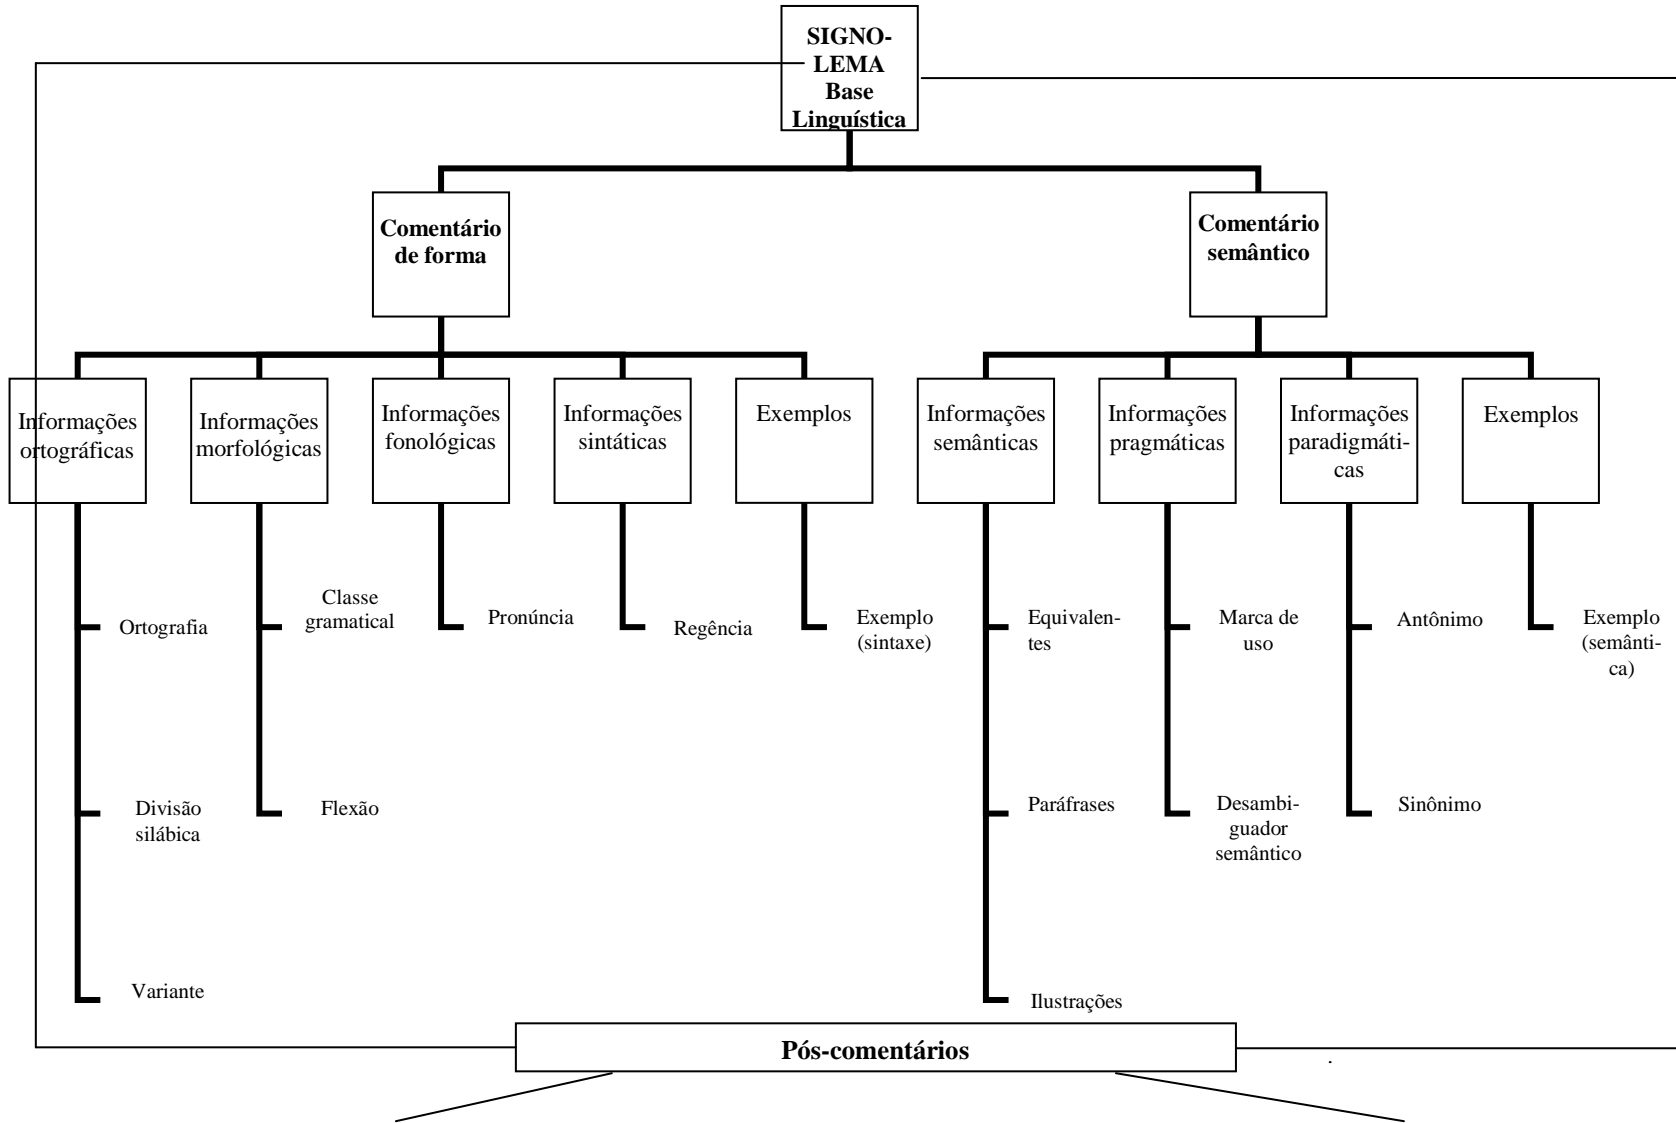 SIGNO-
LEMA
Base
Linguística
Comentário
de forma
Comentário
semântico
Informações
ortográficas
Informações
morfológicas
Informações
fonológicas
Informações
sintáticas
Exemplos
Informações
semânticas
Informações
pragmáticas
Informações
paradigmáti-
cas
Exemplos
Ortografia
Classe
gramatical
Pronúncia
Regência
Exemplo
(sintaxe)
Equivalen-
tes
Marca de
uso
Antônimo
Exemplo
(semânti-
ca)
Divisão
silábica
Flexão
Paráfrases
Desambi-
guador
semântico
Sinônimo
Variante
Ilustrações
Pós-comentários
.